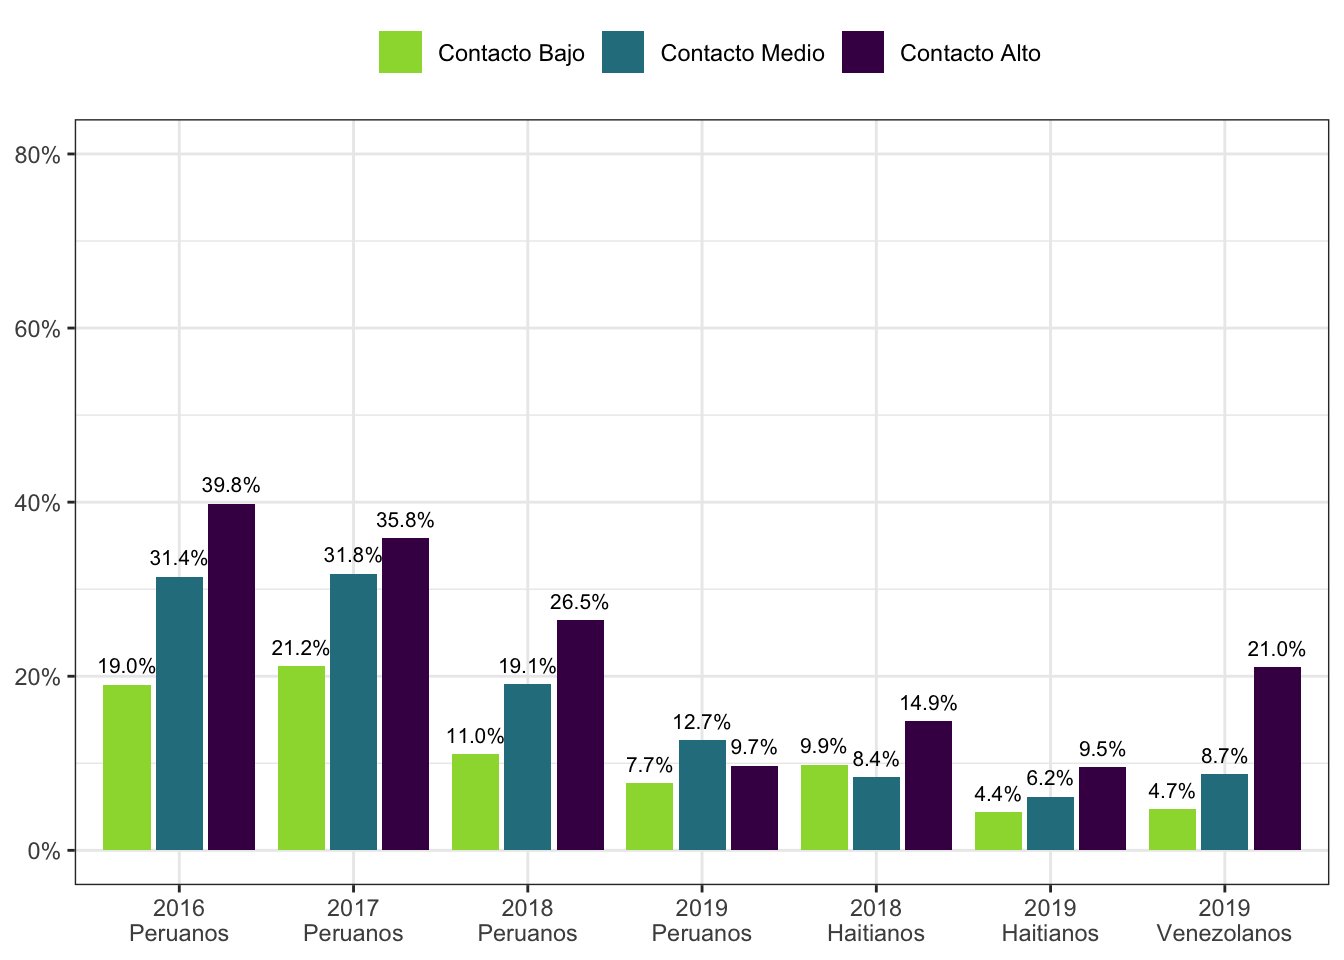 Contacto Bajo Contacto Medio Contacto Alto
80%
60%
40%
20%
0%
19.0% 31.4% 39.8%
21.2% 31.8% 35.8%
11.0% 19.1% 26.5%
7.7% 12.7% 9.7%
9.9% 8.4% 14.9%
4.4% 6.2% 9.5%
4.7% 8.7% 21.0%
2016 2017 2018 2019 2018 2019 2019
Peruanos Peruanos Peruanos Peruanos Haitianos Haitianos Venezolanos